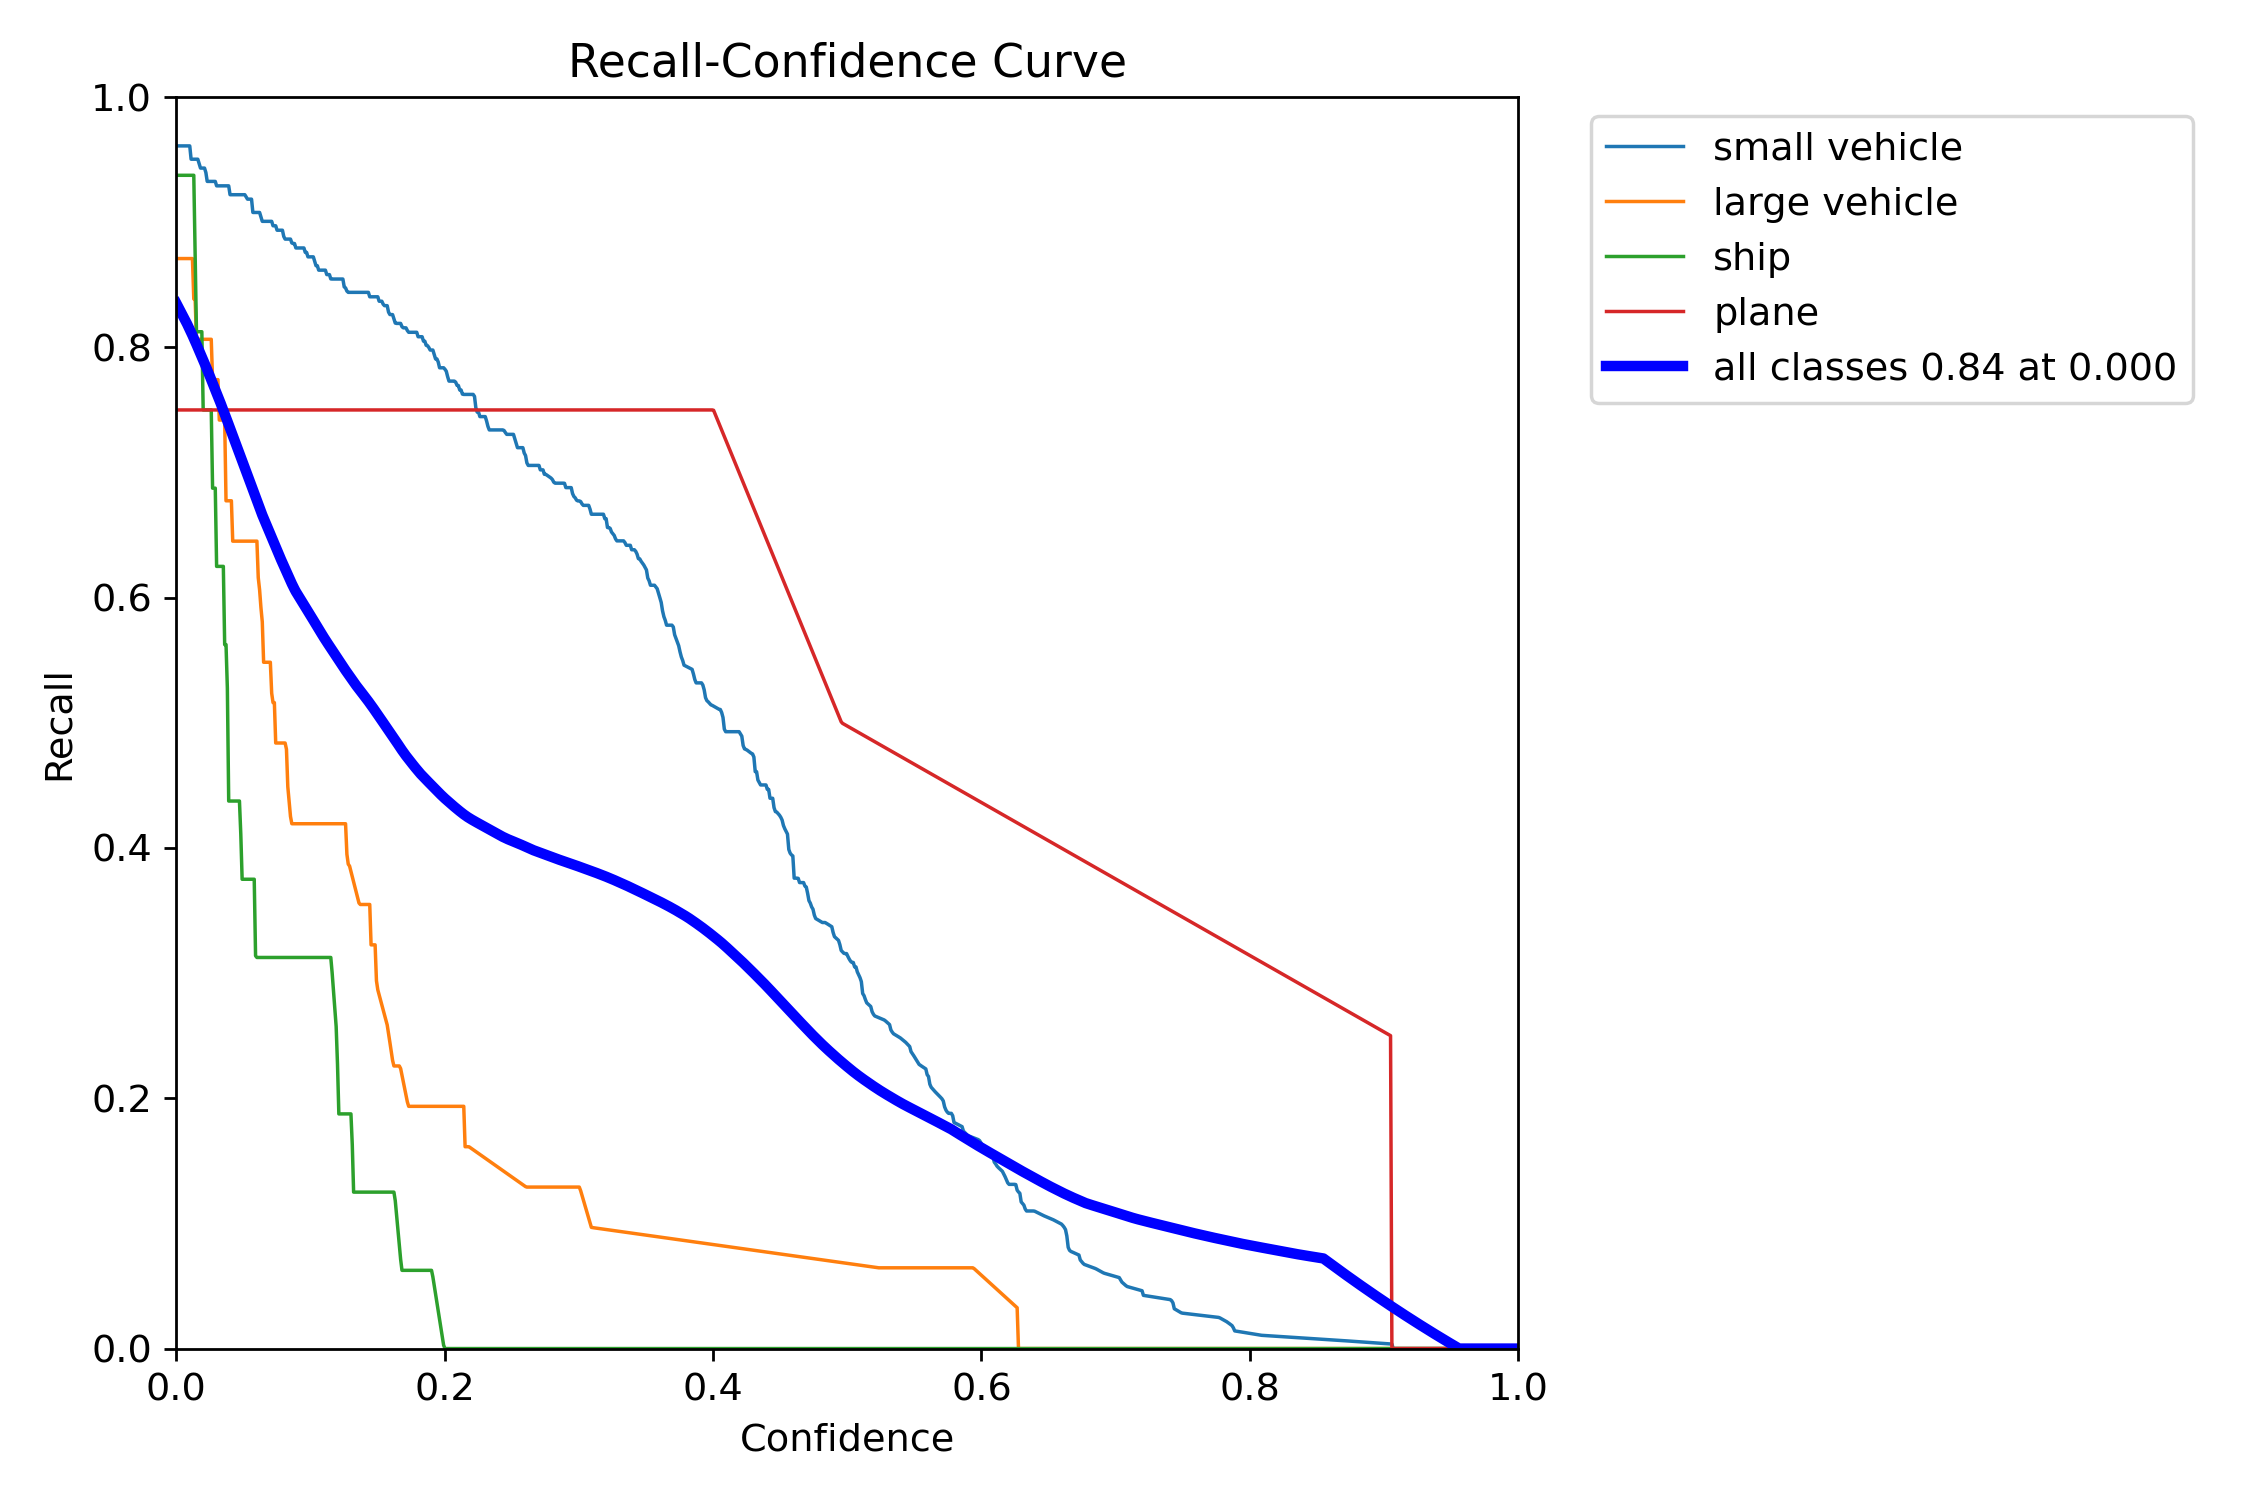 Recall-Confidence Curve
1.0
0.8
0.6
0.4
0.2
0.0
Recall
0.0 0.2 0.4 0.6 0.8 1.0
Confidence
small vehicle
large vehicle
ship
plane
all classes 0.84 at 0.000